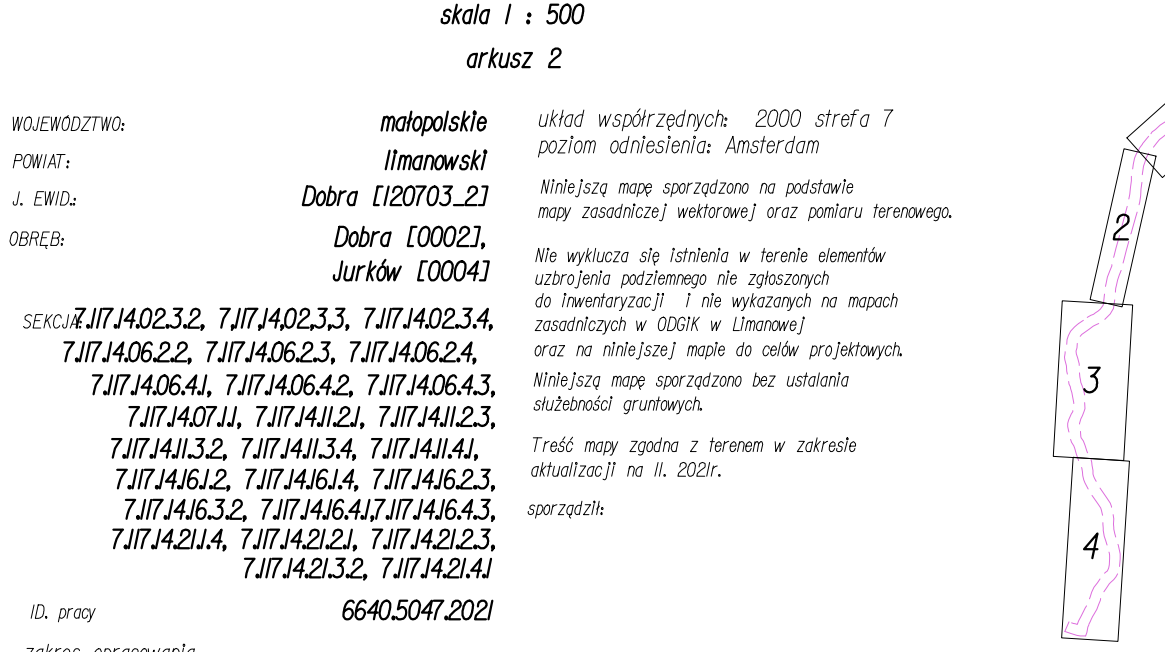 skala 1 : 500
arkusz 2
WOJEWÓDZTWO: małopolskie
POWIAT: limanowski
J. EWID.: Dobra [120703_2]
OBRĘB: Dobra [0002],
Jurków [0004]
SEKCJA: 7.117.14.02.3.2, 7,117,14,02,3,3, 7.117.14.02.3.4,
7.117.14.06.2.2, 7.117.14.06.2.3, 7.117.14.06.2.4,
7.117.14.06.4.1, 7.117.14.06.4.2, 7.117.14.06.4.3,
7.117.14.07.1.1, 7.117.14.11.2.1, 7.117.14.11.2.3,
7.117.14.11.3.2, 7.117.14.11.3.4, 7.117.14.11.4.1,
7.117.14.16.1.2, 7.117.14.16.1.4, 7.117.14.16.2.3,
7.117.14.16.3.2, 7.117.14.16.4.1,7.117.14.16.4.3,
7.117.14.21.1.4, 7.117.14.21.2.1, 7.117.14.21.2.3,
7.117.14.21.3.2, 7.117.14.21.4.1
ID. pracy 6640.5047.2021
zakres opracowania
układ współrzędnych: 2000 strefa 7
poziom odniesienia: Amsterdam
Niniejszą mapę sporządzono na podstawie
mapy zasadniczej wektorowej oraz pomiaru terenowego.
Nie wyklucza się istnienia w terenie elementów
uzbrojenia podziemnego nie zgłoszonych
do inwentaryzacji i nie wykazanych na mapach
zasadniczych w ODGiK w Limanowej
oraz na niniejszej mapie do celów projektowych.
Niniejszą mapę sporządzono bez ustalania
służebności gruntowych.
Treść mapy zgodna z terenem w zakresie
aktualizacji na 11. 2021r.
sporządził:
2
3
4